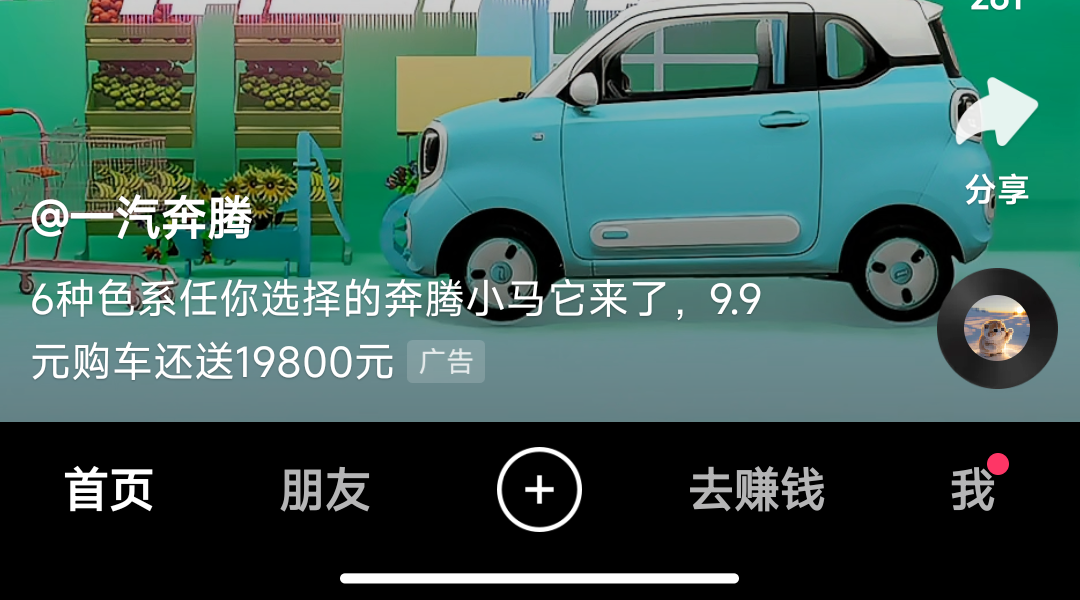 分享
@一汽奔腾
6种色系任你选择的奔腾小马它来了，9.9
元购车还送19800元 广告
首页 朋友 去赚钱 我